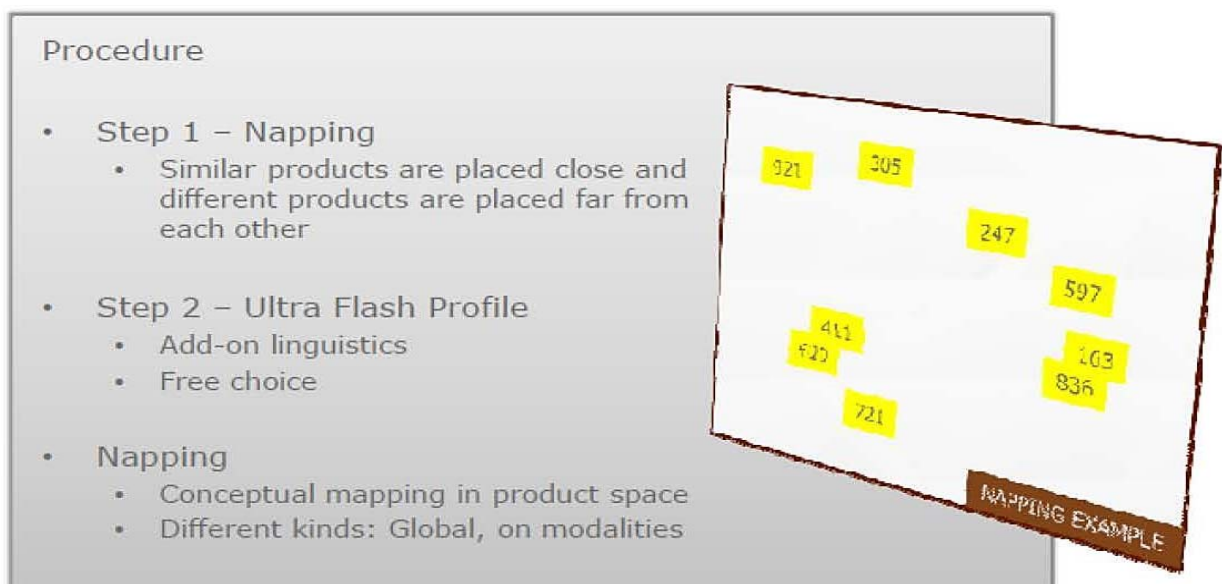 Procedure
• Step 1 – Napping
• Similar products are placed close and
different products are placed far from
each other
• Step 2 – Ultra Flash Profile
• Add-on linguistics
• Free choice
• Napping
• Conceptual mapping in product space
• Different kinds: Global, on modalities
921
305
247
597
411
163
836
721
NAPPING EXAMPLE